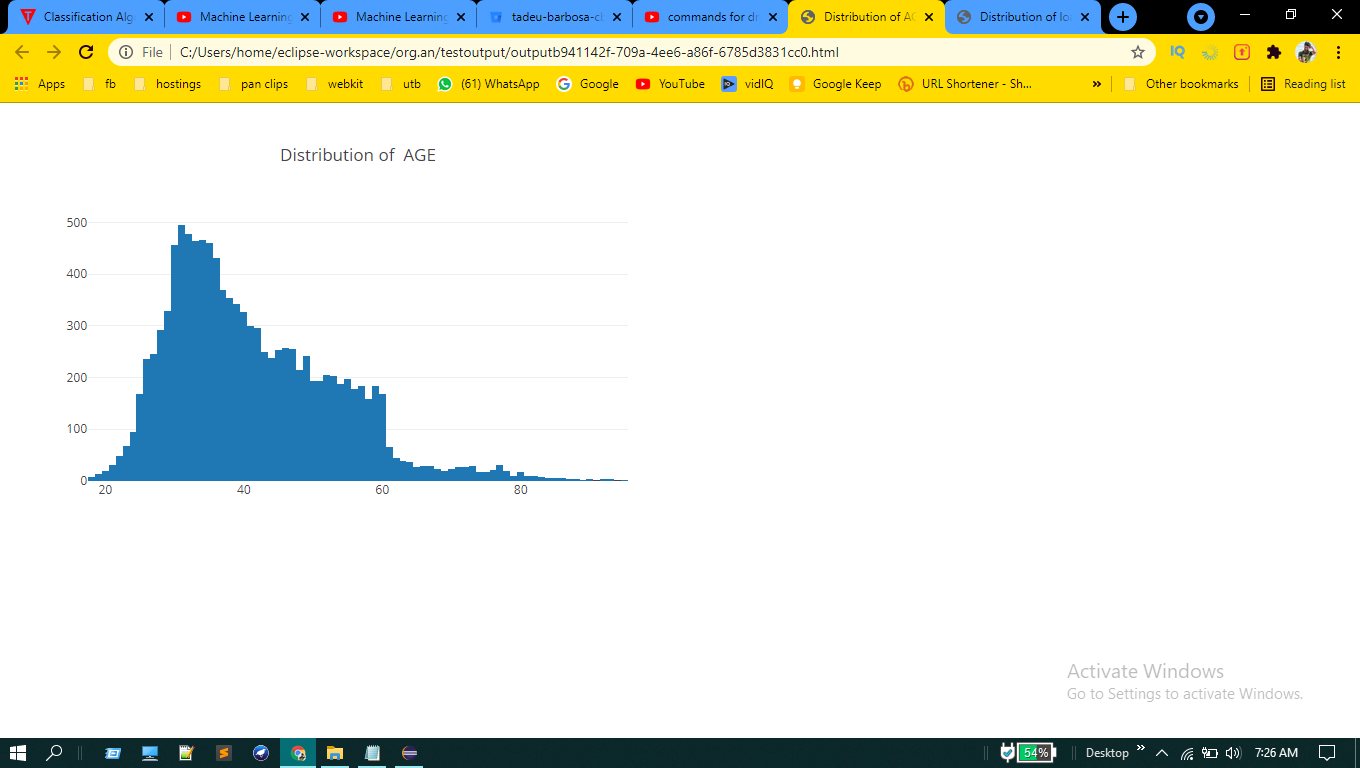 Classification Alg
Machine Learning
Machine Learning
tadeu-barbosa-cl
commands for dr
Distribution of AG
Distribution of loa
File
C:/Users/home/eclipse-workspace/org.an/testoutput/outputb941142f-709a-4ee6-a86f-6785d3831cc0.html
IQ
Apps
fb
hostings
pan clips
webkit
utb
(61) WhatsApp
Google
YouTube
vidIQ
Google Keep
URL Shortener - Sh...
»
Other bookmarks
Reading list
Distribution of AGE
500
400
300
200
100
0
20
40
60
80
Activate Windows
Go to Settings to activate Windows.
54%
Desktop
»
7:26 AM